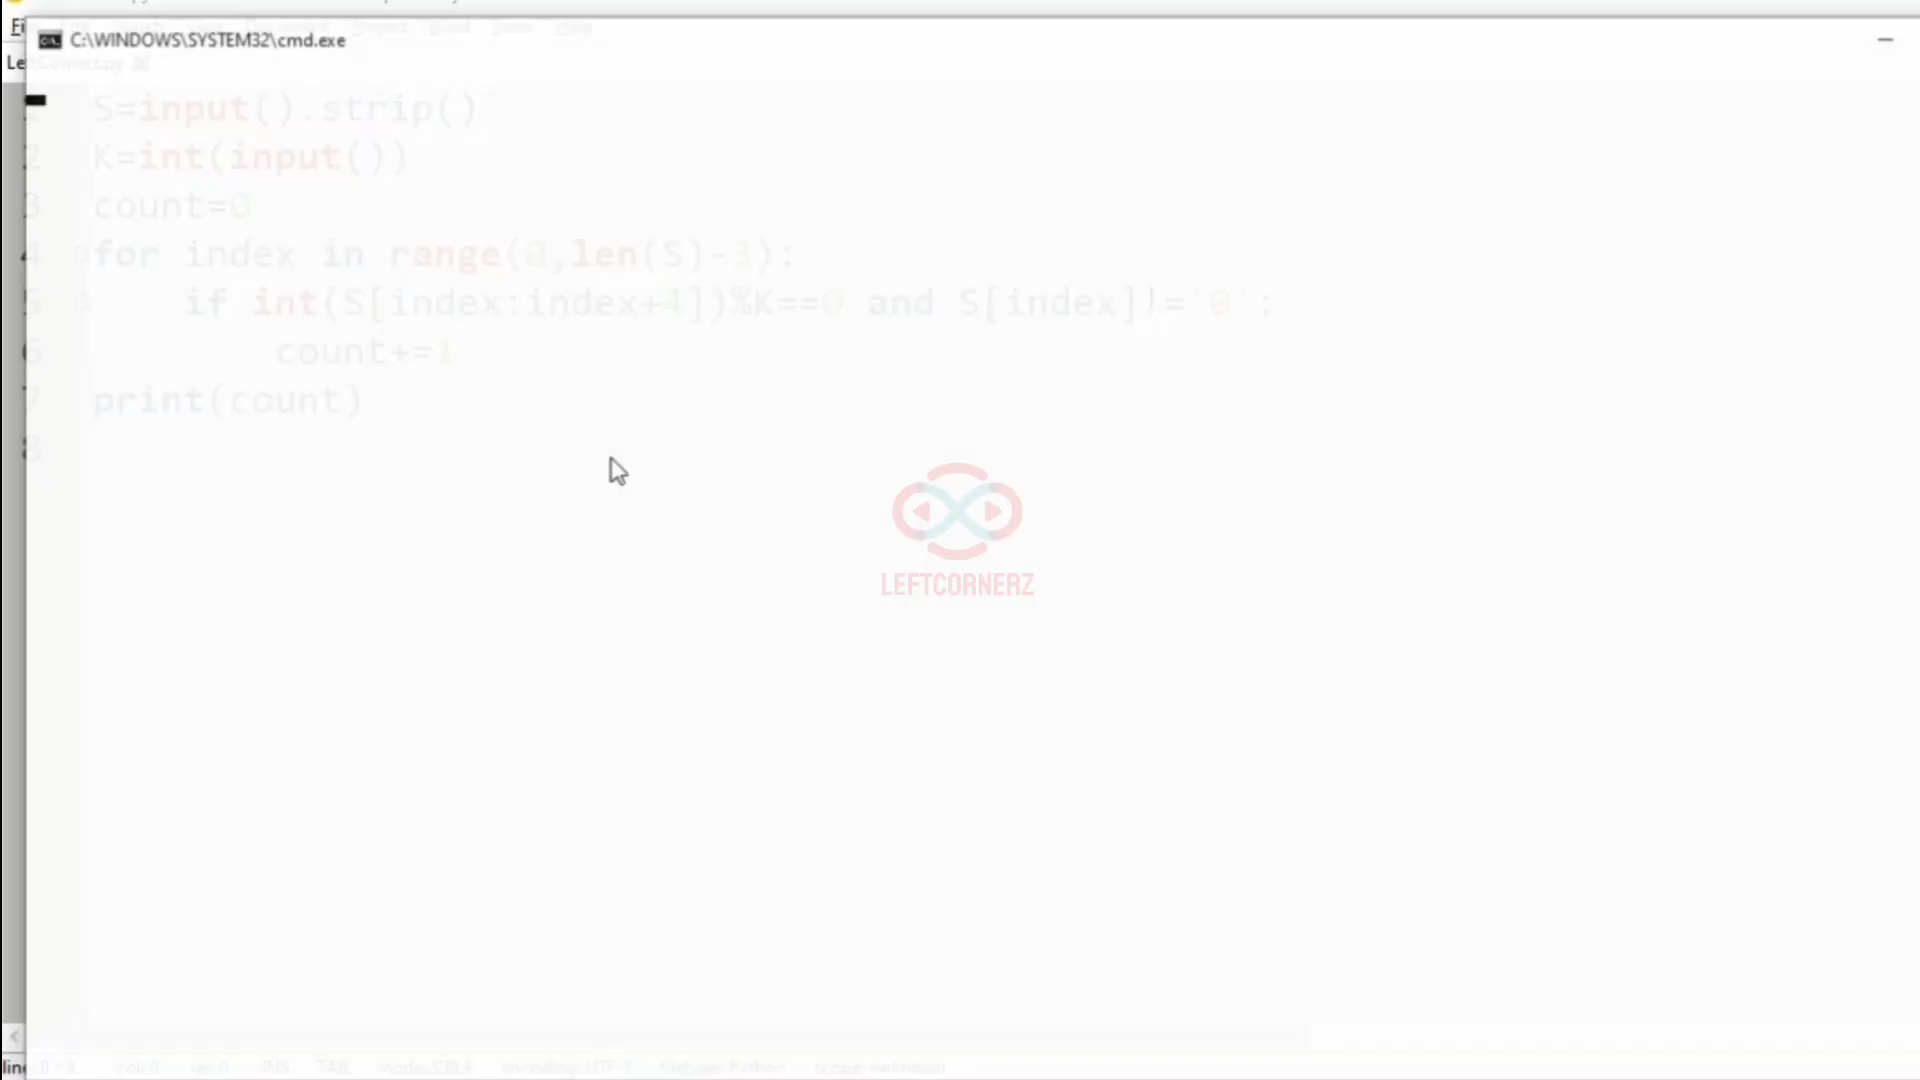 C:\WINDOWS\SYSTEM32\cmd.exe
1 S=input().strip()
2 K=int(input())
3 count=0
4 for index in range(0,len(S)-3):
5 if int(S[index:index+4])%K==0 and S[index]!='0':
6 count+=1
7 print(count)
8
LEFTCORNERZ